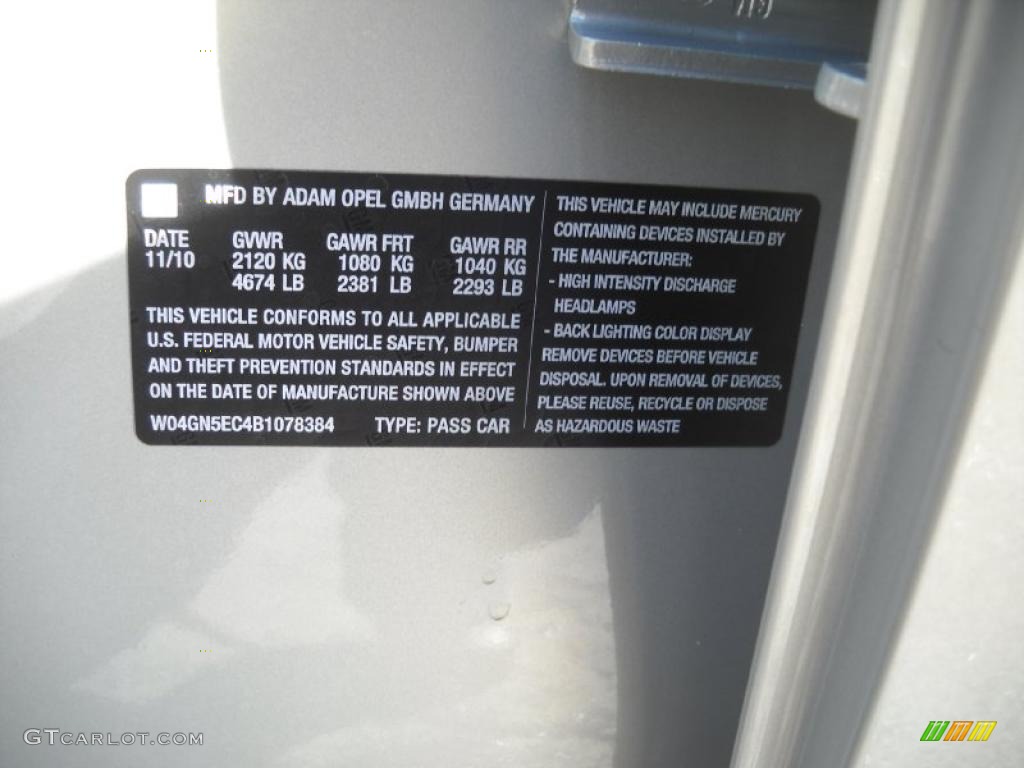 MFD BY ADAM OPEL GMBH GERMANY
DATE GVWR GAWR FRT GAWR RR
11/10 2120 KG 1080 KG 1040 KG
4674 LB 2381 LB 2293 LB
THIS VEHICLE CONFORMS TO ALL APPLICABLE
U.S. FEDERAL MOTOR VEHICLE SAFETY, BUMPER
AND THEFT PREVENTION STANDARDS IN EFFECT
ON THE DATE OF MANUFACTURE SHOWN ABOVE
W04GN5EC4B1078384 TYPE: PASS CAR
THIS VEHICLE MAY INCLUDE MERCURY
CONTAINING DEVICES INSTALLED BY
THE MANUFACTURER:
- HIGH INTENSITY DISCHARGE
HEADLAMPS
- BACK LIGHTING COLOR DISPLAY
REMOVE DEVICES BEFORE VEHICLE
DISPOSAL. UPON REMOVAL OF DEVICES,
PLEASE REUSE, RECYCLE OR DISPOSE
AS HAZARDOUS WASTE
GTCARLOT.COM